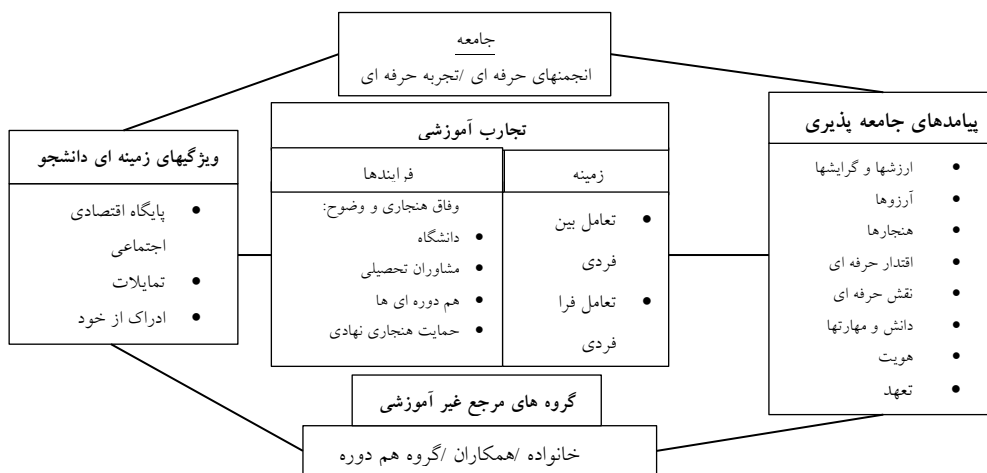 جامعه
انجمنهای حرفه ای /تجربه حرفه ای
پیامدهای جامعه پذیری
ارزشها و گرایشها
آرزوها
هنجارها
اقتدار حرفه ای
نقش حرفه ای
دانش و مهارتها
هویت
تعهد
تجارب آموزشی
زمینه
تعامل بین
فردی
تعامل فرا
فردی
فرایندها
وفاق هنجاری و وضوح:
دانشگاه
مشاوران تحصیلی
هم دوره ای ها
حمایت هنجاری نهادی
ویژگیهای زمینه ای دانشجو
پایگاه اقتصادی
اجتماعی
تمایلات
ادراک از خود
گروه های مرجع غیر آموزشی
خانواده /همکاران /گروه هم دوره